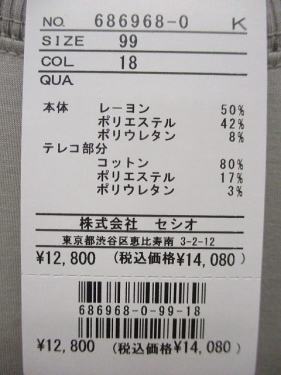 NO. 686968-0 K
SIZE 99
COL 18
QUA
本体 レーヨン 50%
ポリエステル 42%
ポリウレタン 8%
テレコ部分
コットン 80%
ポリエステル 17%
ポリウレタン 3%
株式会社 セシオ
東京都渋谷区恵比寿南 3-2-12
¥12,800 (税込価格¥14,080)
686968-0-99-18
¥12,800 (税込価格¥14,080)